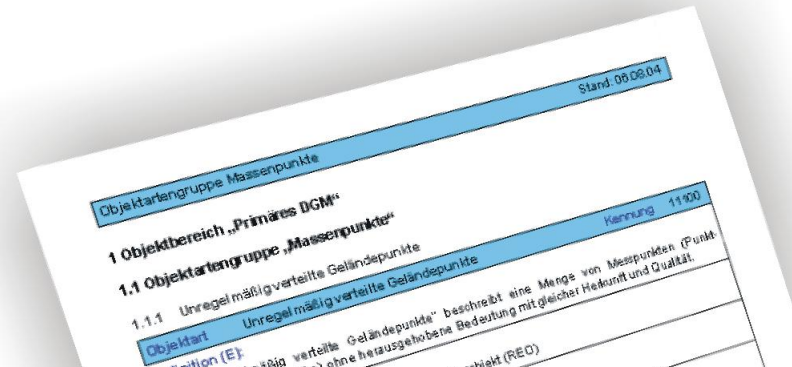 Stand: 06.08.04
Objektartengruppe Massenpunkte
1 Objektbereich „Primäres DGM“
1.1 Objektartengruppe „Massenpunkte“
1.1.1 Unregelmäßig verteilte Geländepunkte
Objektart Unregelmäßig verteilte Geländepunkte Kennung 11100
(E):
verteilte Geländepunkte“ beschreibt eine Menge von Messpunkten (Punkt-
ohne herausgehobene Bedeutung mit gleicher Herkunft und Qualität.
(REO)